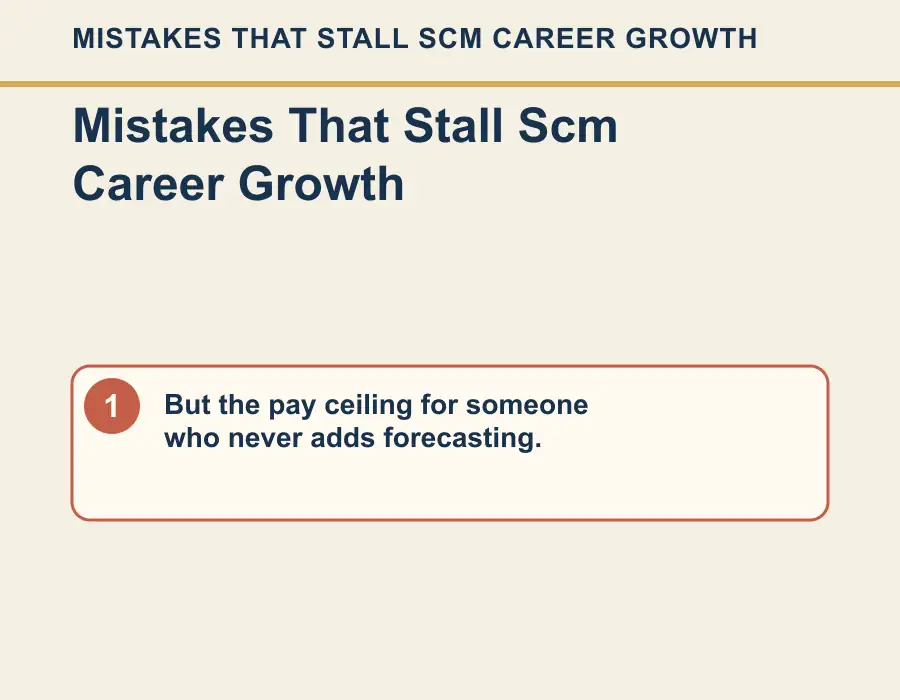 MISTAKES THAT STALL SCM CAREER GROWTH
Mistakes That Stall Scm
Career Growth
1
But the pay ceiling for someone
who never adds forecasting.